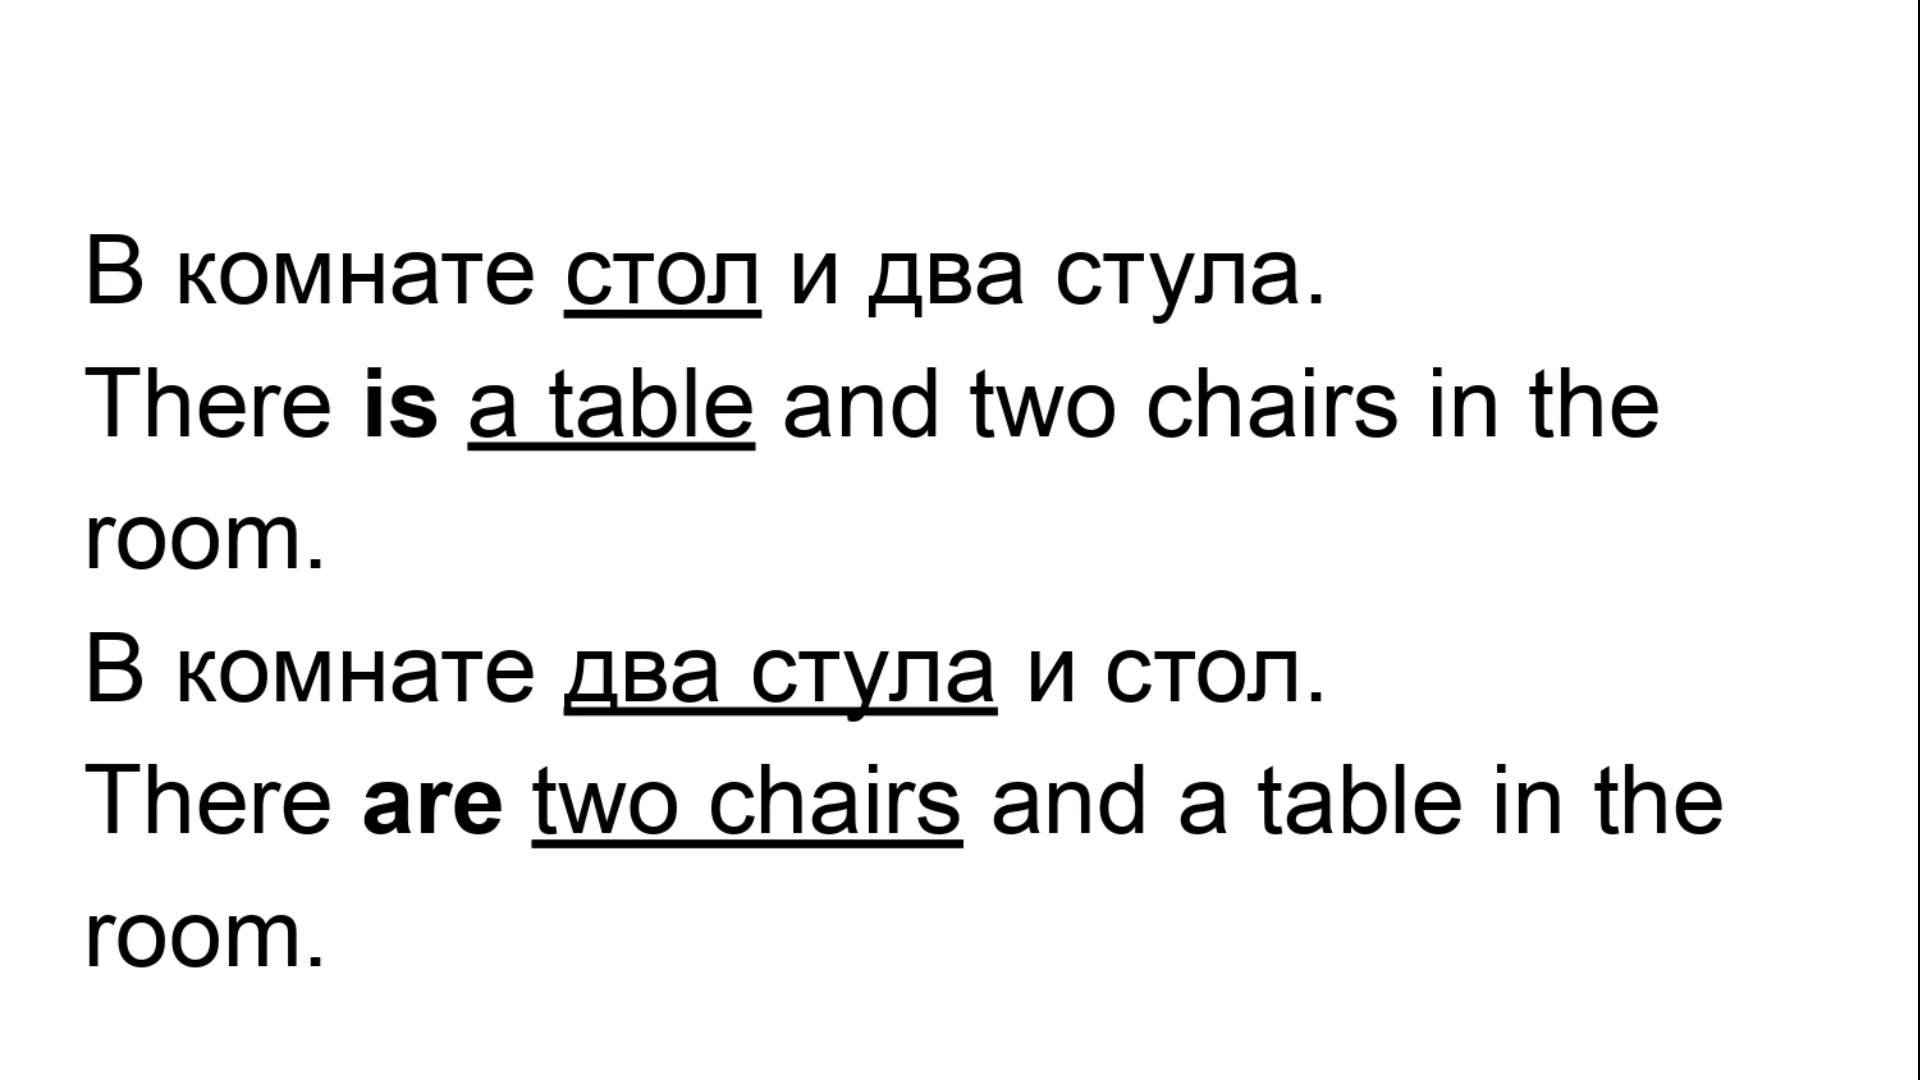 В комнате стол и два стула.
There is a table and two chairs in the
room.
В комнате два стула и стол.
There are two chairs and a table in the
room.